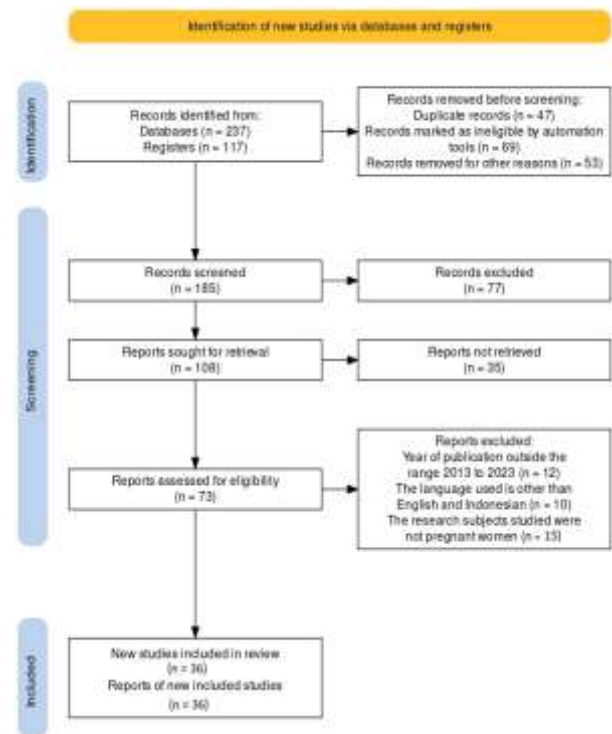 Identification of new studies via databases and registers
Identification
Records identified from:
Databases (n = 237)
Registers (n = 117)
Records removed before screening:
Duplicate records (n = 47)
Records marked as ineligible by automation
tools (n = 69)
Records removed for other reasons (n = 53)
Screening
Records screened
(n = 185)
Records excluded
(n = 77)
Reports sought for retrieval
(n = 108)
Reports not retrieved
(n = 35)
Reports assessed for eligibility
(n = 73)
Reports excluded:
Year of publication outside the
range 2013 to 2023 (n = 12)
The language used is other than
English and Indonesian (n = 10)
The research subjects studied were
not pregnant women (n = 15)
Included
New studies included in review
(n = 36)
Reports of new included studies
(n = 36)